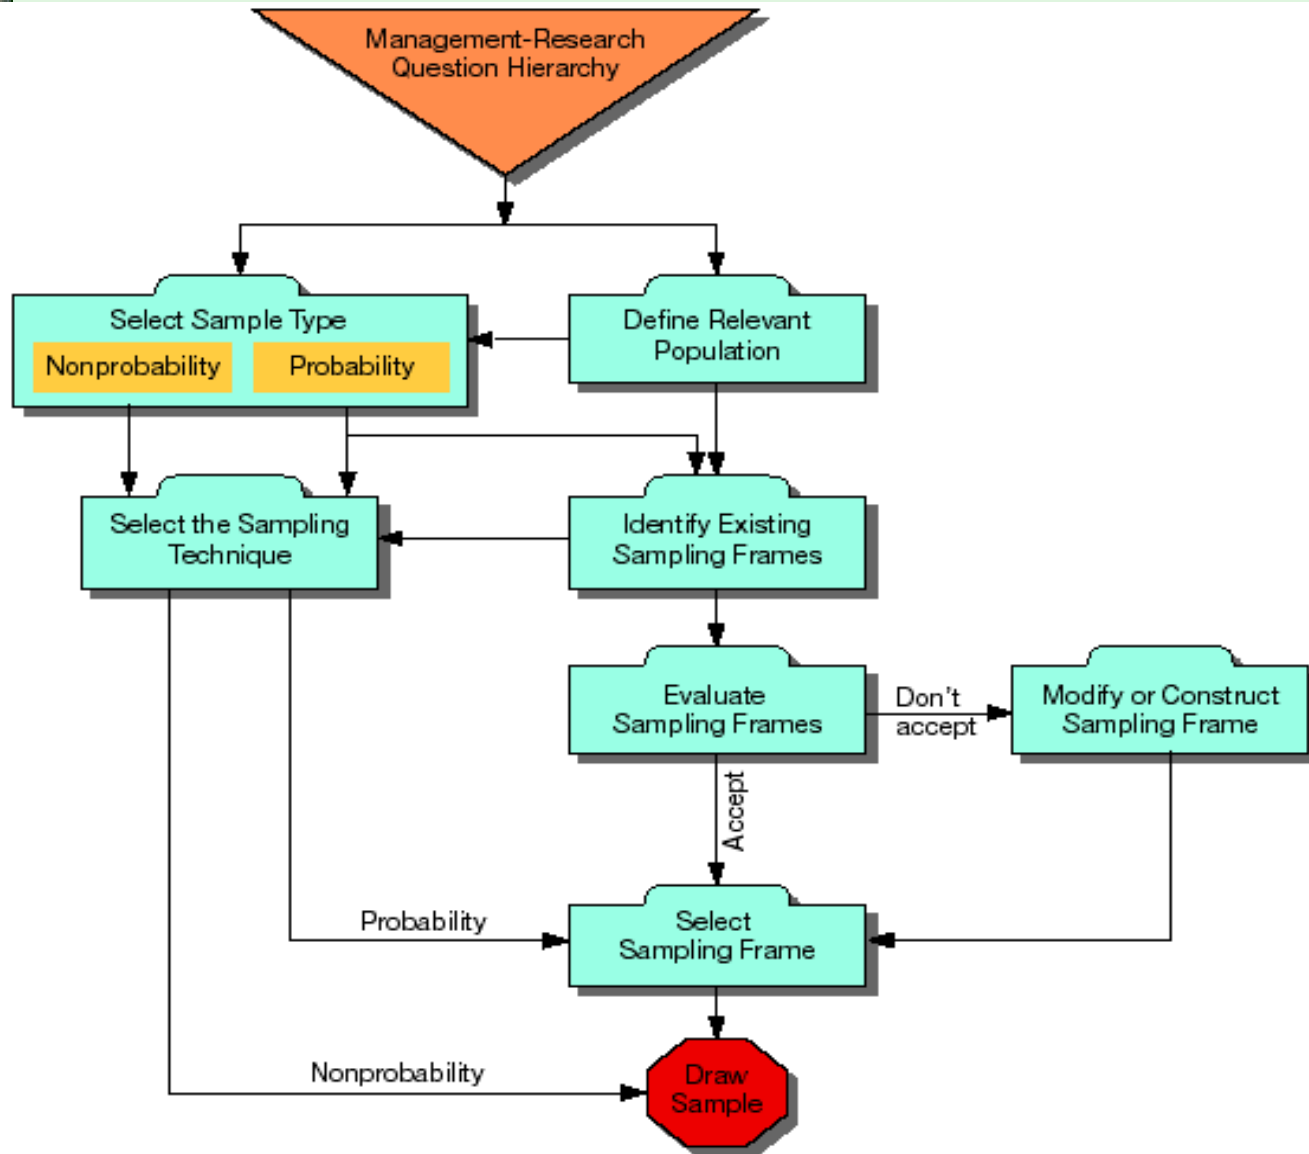 Management-Research
Question Hierarchy
Select Sample Type
Nonprobability
Probability
Define Relevant
Population
Select the Sampling
Technique
Identify Existing
Sampling Frames
Evaluate
Sampling Frames
Don't
accept
Modify or Construct
Sampling Frame
Accept
Probability
Select
Sampling Frame
Nonprobability
Draw
Sample